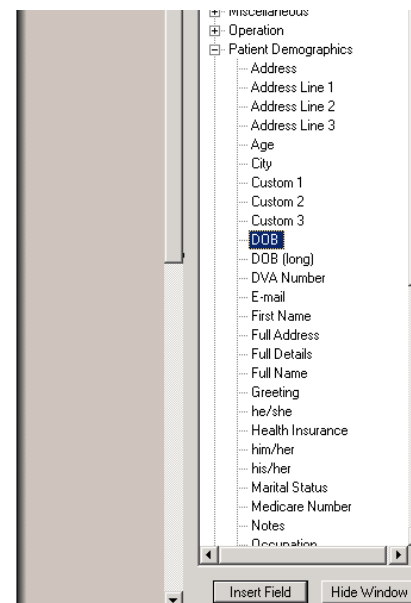 Miscellaneous
Operation
Patient Demographics
Address
Address Line 1
Address Line 2
Address Line 3
Age
City
Custom 1
Custom 2
Custom 3
DOB
DOB (long)
DVA Number
E-mail
First Name
Full Address
Full Details
Full Name
Greeting
he/she
Health Insurance
him/her
his/her
Marital Status
Medicare Number
Notes
Occupation
Insert Field
Hide Window